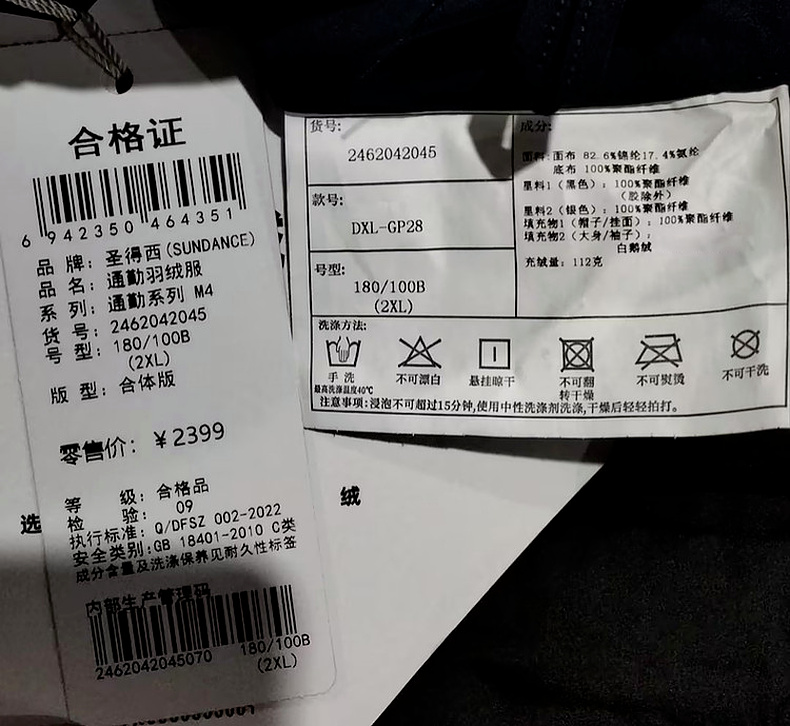 合格证
6 942350 464351
品 牌：圣得西(SUNDANCE)
品 名：通勤羽绒服
系 列：通勤系列 M4
货 号：2462042045
号 型：180/100B
(2XL)
版 型：合体版
零售价：￥2399
等 级：合格品
检 验：09
执行标准：Q/DFSZ 002-2022
安全类别:GB 18401-2010 C类
成分含量及洗涤保养见耐久性标签
内部生产管理码
2462042045070 180/100B
(2XL)
选
绒
货号:
2462042045
款号:
DXL-GP28
号型:
180/100B
(2XL)
成分:
面料:面布 82.6%锦纶17.4%氨纶
底布 100%聚酯纤维
里料1（黑色）：100%聚酯纤维
（胶除外）
里料2（银色）：100%聚酯纤维
填充物1（帽子/挂面）：100%聚酯纤维
填充物2（大身/袖子）：
白鹅绒
充绒量：112克
洗涤方法:
手 洗
最高洗涤温度40℃
不可漂白
悬挂晾干
不可翻
转干燥
不可熨烫
不可干洗
注意事项:浸泡不可超过15分钟,使用中性洗涤剂洗涤,干燥后轻轻拍打。